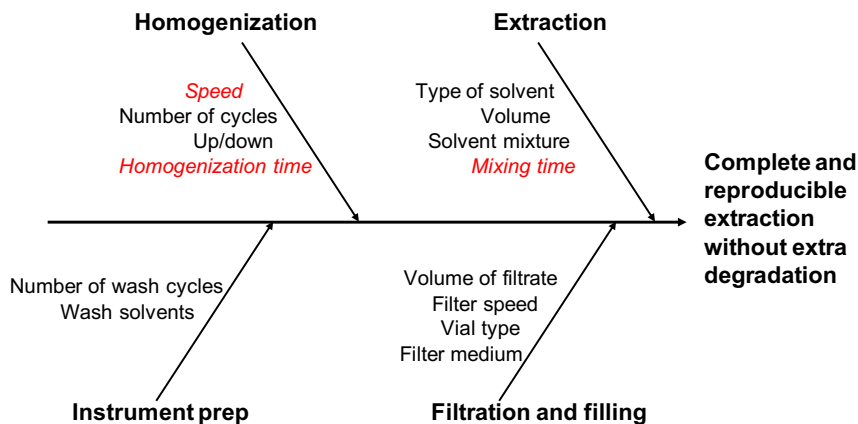 Homogenization
Extraction
Speed
Number of cycles
Up/down
Homogenization time
Type of solvent
Volume
Solvent mixture
Mixing time
Complete and
reproducible
extraction
without extra
degradation
Number of wash cycles
Wash solvents
Volume of filtrate
Filter speed
Vial type
Filter medium
Instrument prep
Filtration and filling